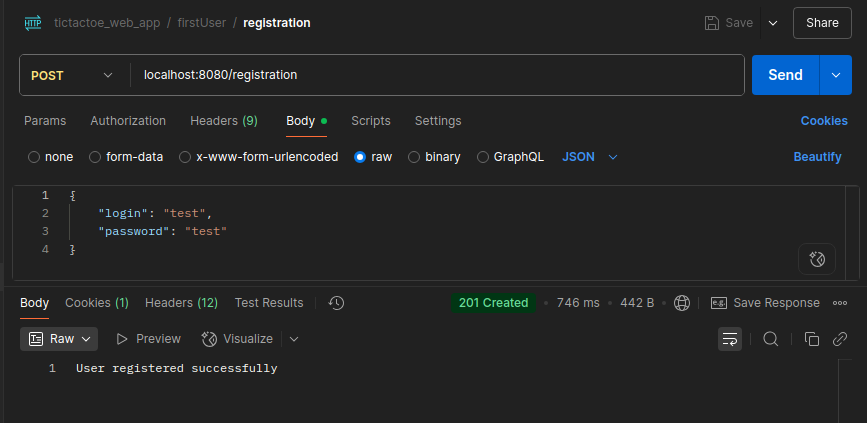 HTTP tictactoe_web_app / firstUser / registration Save Share
POST localhost:8080/registration Send
Params Authorization Headers (9) Body Scripts Settings Cookies
none form-data x-www-form-urlencoded raw binary GraphQL JSON Beautify
1 {
2 "login": "test",
3 "password": "test"
4 }
Body Cookies (1) Headers (12) Test Results 201 Created • 746 ms • 442 B e.g. Save Response
Raw Preview Visualize
1 User registered successfully